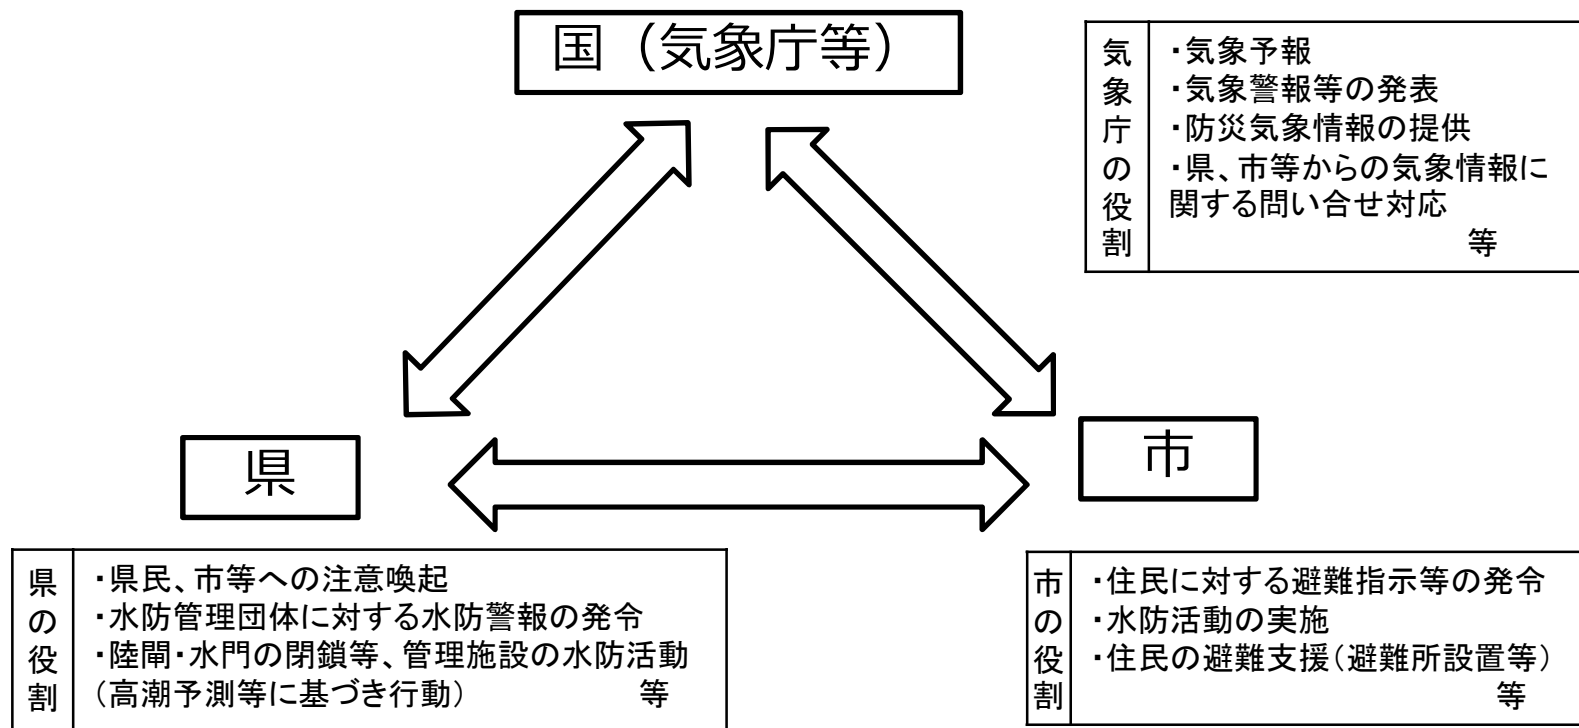 国（気象庁等）
気象庁の役割
・気象予報
・気象警報等の発表
・防災気象情報の提供
・県、市等からの気象情報に
関する問い合せ対応
等
県
市
県の役割
・県民、市等への注意喚起
・水防管理団体に対する水防警報の発令
・陸閘・水門の閉鎖等、管理施設の水防活動
（高潮予測等に基づき行動） 等
市の役割
・住民に対する避難指示等の発令
・水防活動の実施
・住民の避難支援（避難所設置等）
等